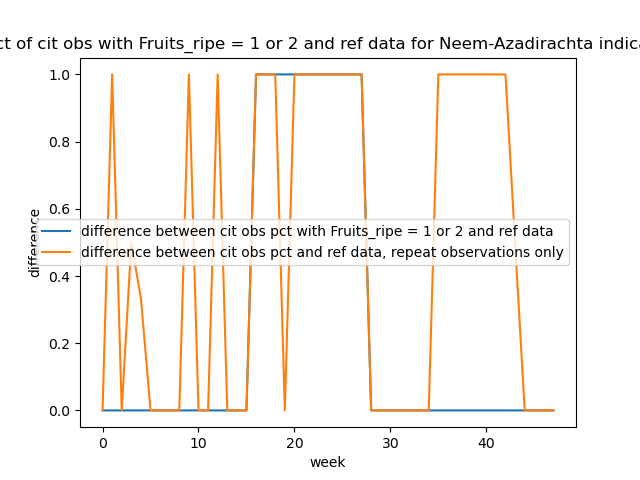 ct of cit obs with Fruits_ripe = 1 or 2 and ref data for Neem-Azadirachta indica
1.0
0.8
0.6
0.4
0.2
0.0
difference
difference between cit obs pct with Fruits_ripe = 1 or 2 and ref data
difference between cit obs pct and ref data, repeat observations only
0 10 20 30 40
week